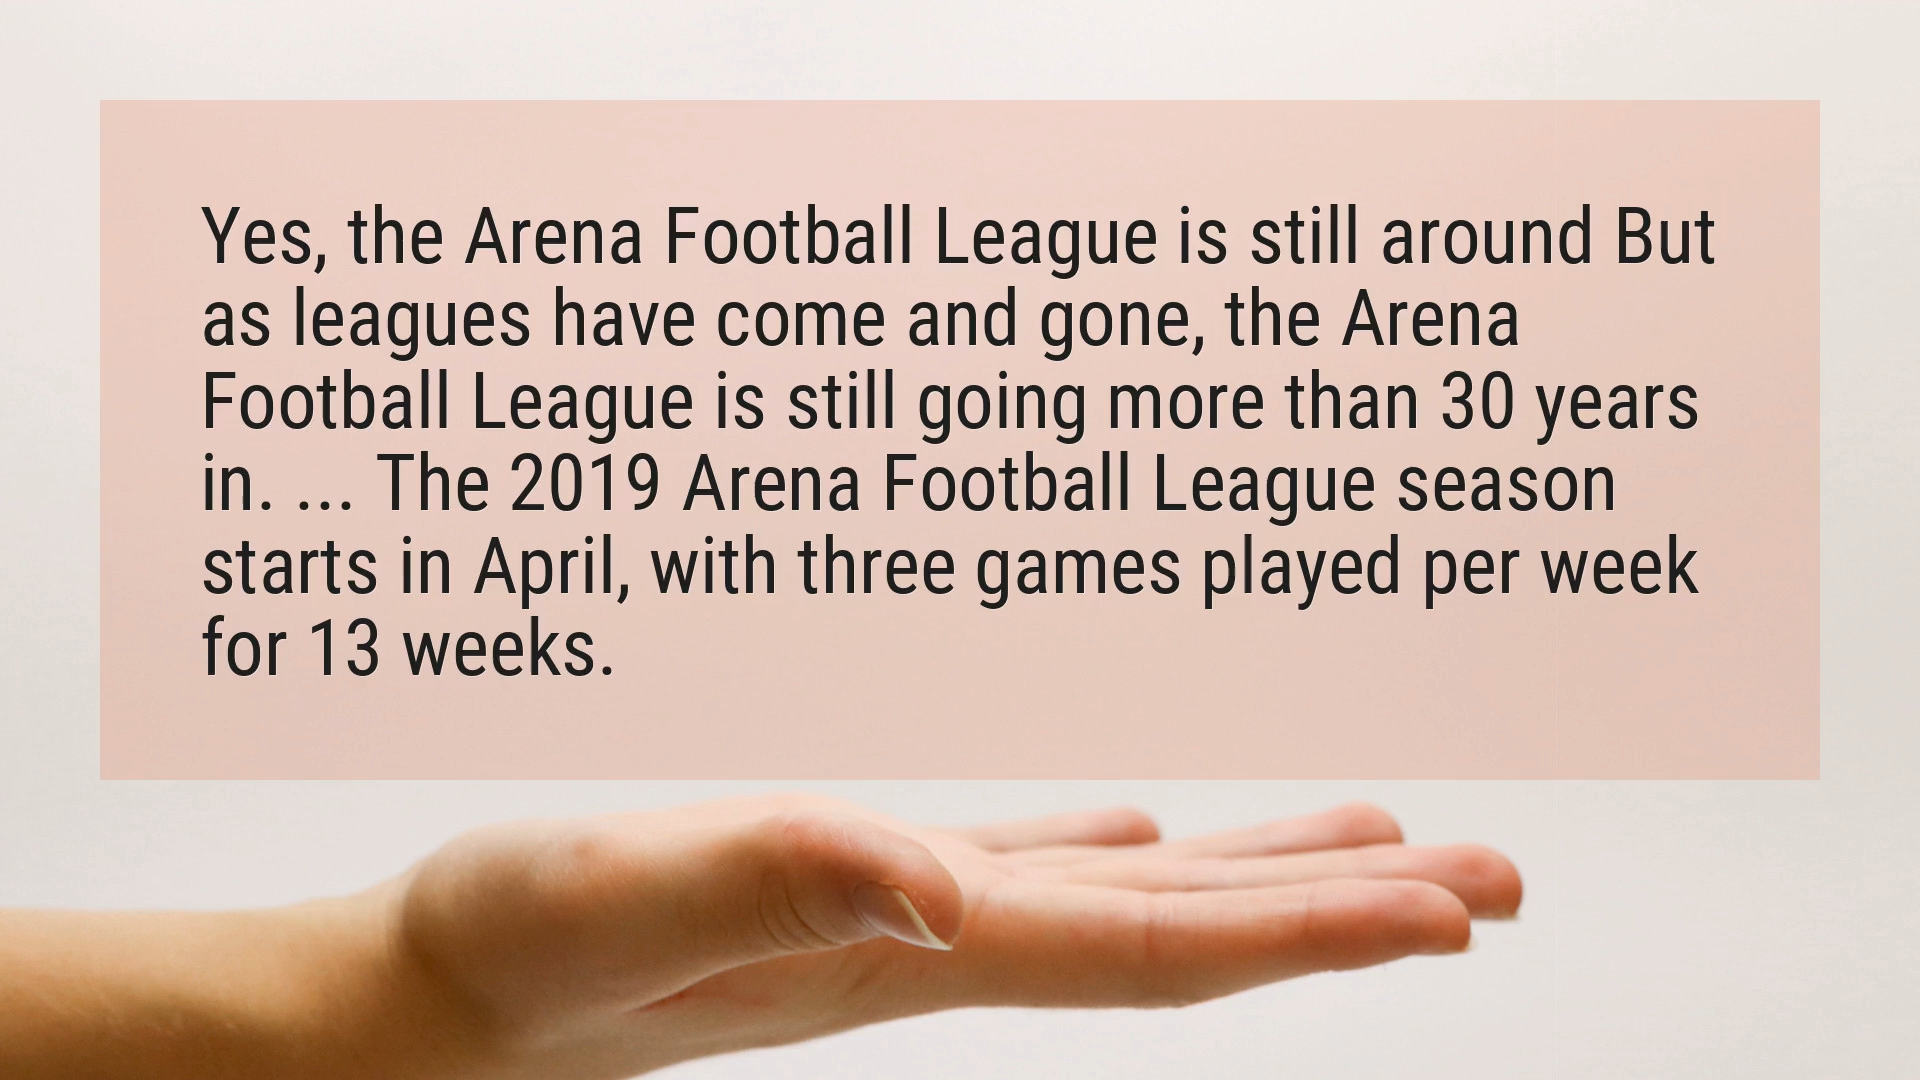 Yes, the Arena Football League is still around But
as leagues have come and gone, the Arena
Football League is still going more than 30 years
in. ... The 2019 Arena Football League season
starts in April, with three games played per week
for 13 weeks.